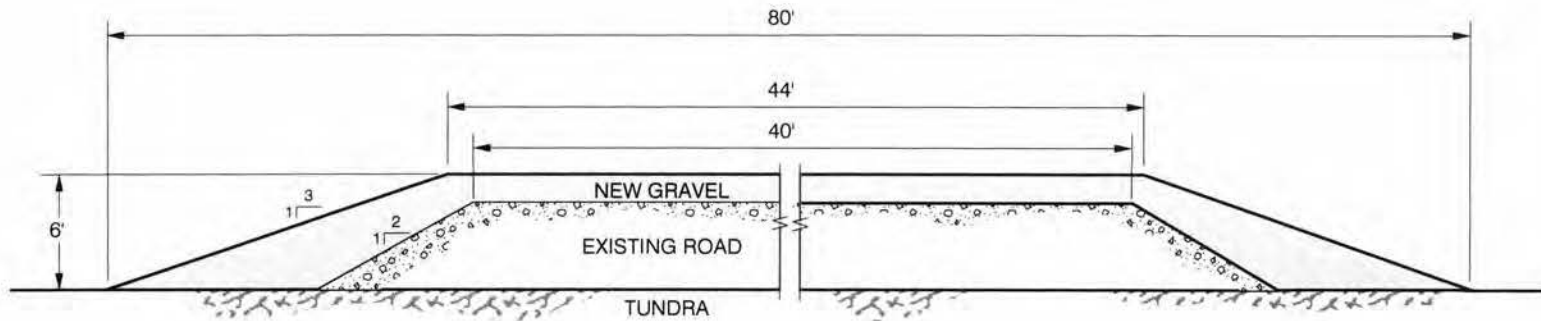 80'
44'
40'
NEW GRAVEL
3
1
2
1
6'
EXISTING ROAD
TUNDRA